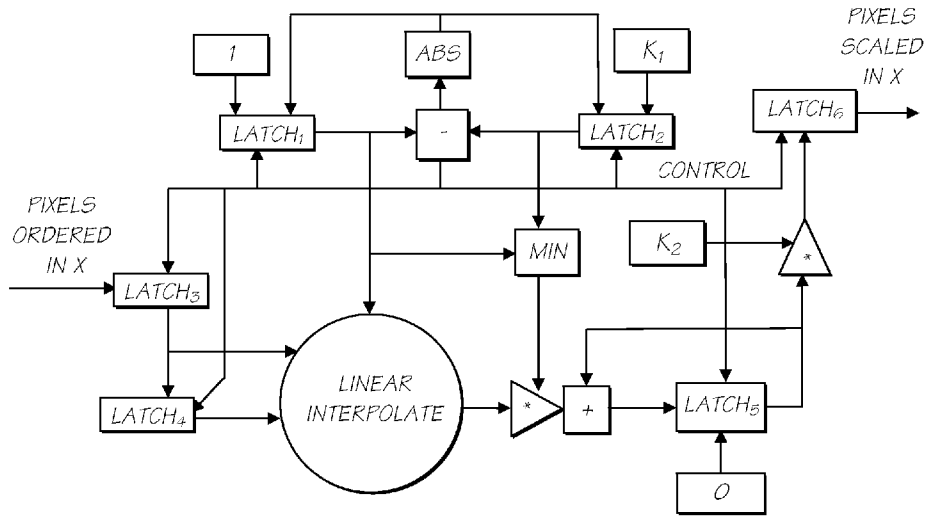 PIXELS
SCALED
IN X
1
ABS
K₁
LATCH₆
LATCH₁
-
LATCH₂
CONTROL
PIXELS
ORDERED
IN X
K₂
*
MIN
LATCH₃
LINEAR
INTERPOLATE
LATCH₄
*
+
LATCH₅
0